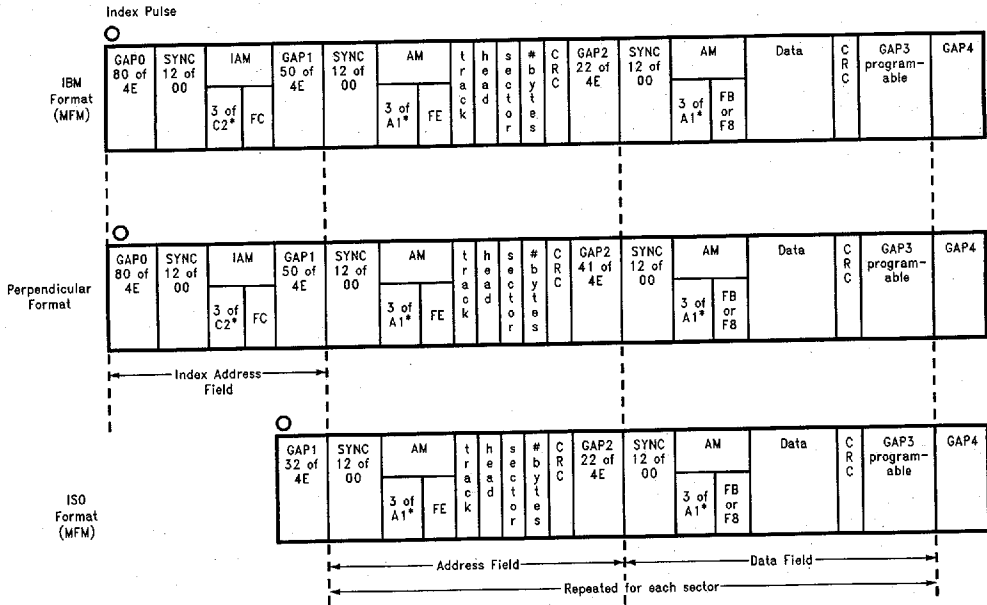 Index Pulse
IBM
Format
(MFM)
GAP0
80 of
4E
SYNC
12 of
00
IAM
3 of
C2*
FC
GAP1
50 of
4E
SYNC
12 of
00
AM
3 of
A1*
FE
track
head
sector
# bytes
CRC
GAP2
22 of
4E
SYNC
12 of
00
AM
3 of
A1*
FB
or
F8
Data
CRC
GAP3
program-
able
GAP4
Perpendicular
Format
GAP0
80 of
4E
SYNC
12 of
00
IAM
3 of
C2*
FC
GAP1
50 of
4E
SYNC
12 of
00
AM
3 of
A1*
FE
track
head
sector
# bytes
CRC
GAP2
41 of
4E
SYNC
12 of
00
AM
3 of
A1*
FB
or
F8
Data
CRC
GAP3
program-
able
GAP4
Index Address
Field
ISO
Format
(MFM)
GAP1
32 of
4E
SYNC
12 of
00
AM
3 of
A1*
FE
track
head
sector
# bytes
CRC
GAP2
22 of
4E
SYNC
12 of
00
AM
3 of
A1*
FB
or
F8
Data
CRC
GAP3
program-
able
GAP4
Address Field
Data Field
Repeated for each sector